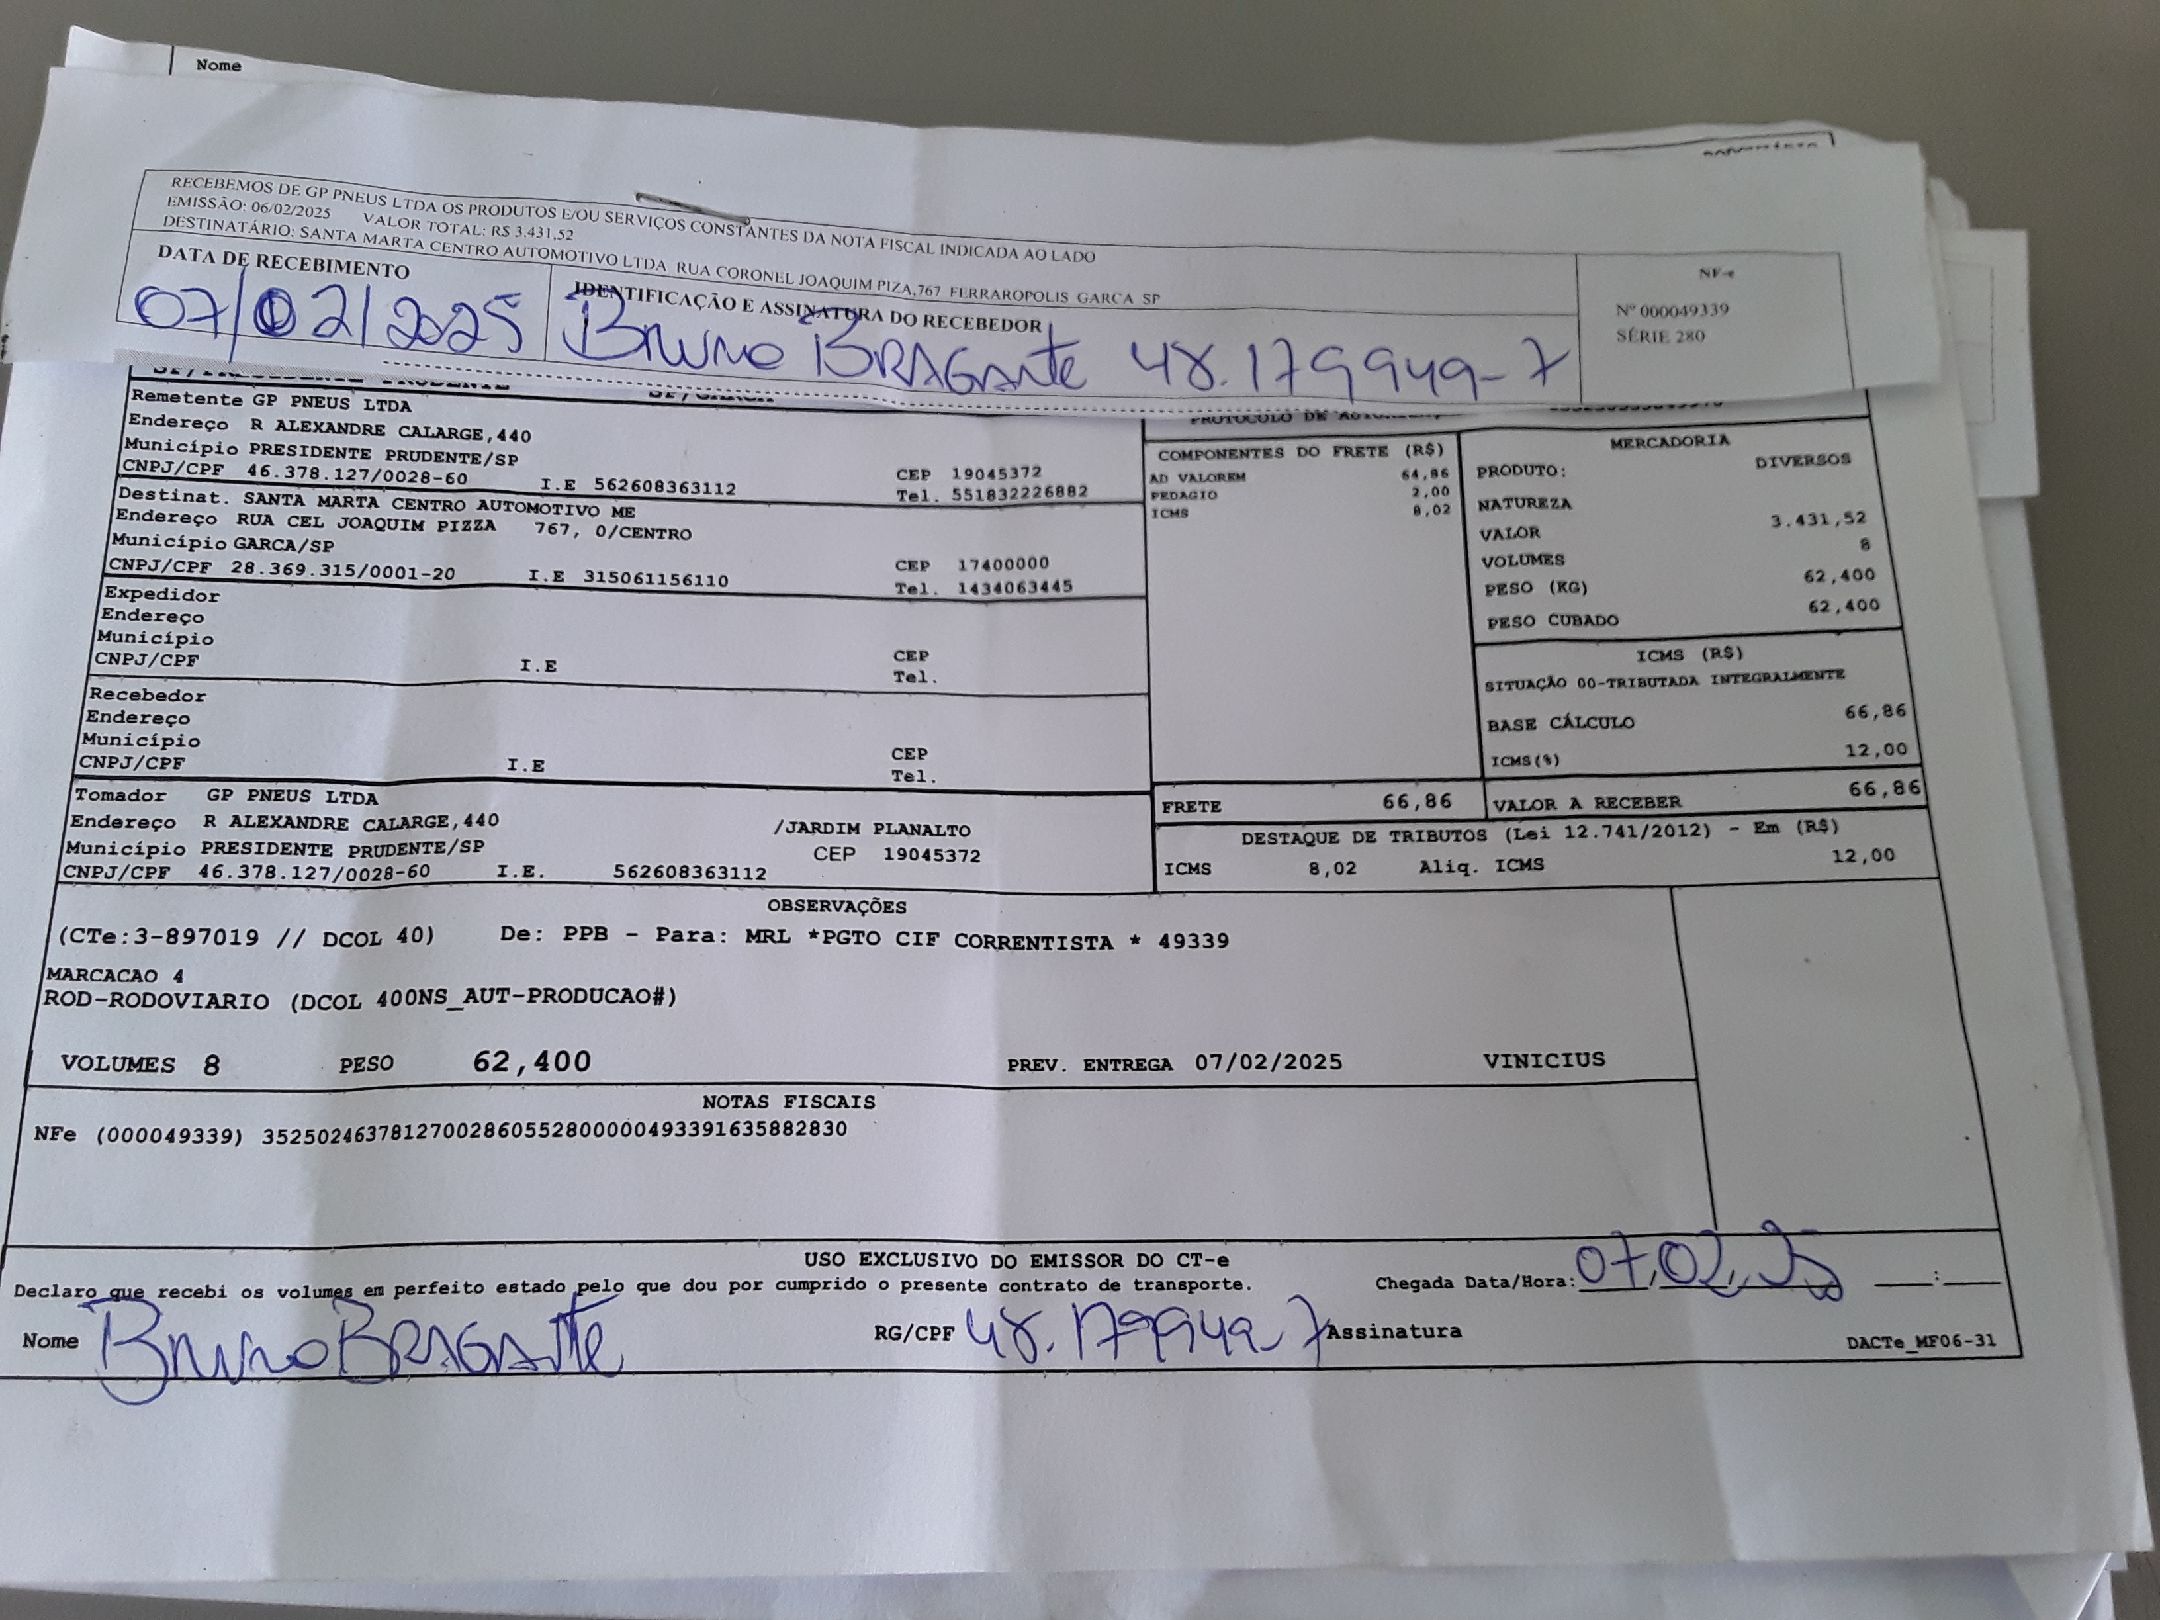 Nome
RECEBEMOS DE GP PNEUS LTDA OS PRODUTOS E/OU SERVIÇOS CONSTANTES DA NOTA FISCAL INDICADA AO LADO
EMISSÃO: 06/02/2025 VALOR TOTAL: R$ 3.431,52
DESTINATÁRIO: SANTA MARTA CENTRO AUTOMOTIVO LTDA RUA CORONEL JOAQUIM PIZA,767 FERRAROPOLIS GARCA SP
DATA DE RECEBIMENTO
07/02/2025
IDENTIFICAÇÃO E ASSINATURA DO RECEBEDOR
Bruno BRAGANte 48.179949-7
NF-e
Nº 000049339
SÉRIE 280
Remetente GP PNEUS LTDA
Endereço R ALEXANDRE CALARGE,440
Município PRESIDENTE PRUDENTE/SP
CEP 19045372
CNPJ/CPF 46.378.127/0028-60 I.E 562608363112 Tel. 551832226882
Destinat. SANTA MARTA CENTRO AUTOMOTIVO ME
Endereço RUA CEL JOAQUIM PIZZA 767, 0/CENTRO
Município GARCA/SP
CEP 17400000
CNPJ/CPF 28.369.315/0001-20 I.E 315061156110 Tel. 1434063445
Expedidor
Endereço
Município
CEP
CNPJ/CPF I.E Tel.
Recebedor
Endereço
Município
CEP
CNPJ/CPF I.E Tel.
Tomador GP PNEUS LTDA
Endereço R ALEXANDRE CALARGE,440 /JARDIM PLANALTO
Município PRESIDENTE PRUDENTE/SP CEP 19045372
CNPJ/CPF 46.378.127/0028-60 I.E. 562608363112
PROTOCOLO DE
COMPONENTES DO FRETE (R$)
AD VALOREM 64,86
PEDAGIO 2,00
ICMS 8,02
MERCADORIA
PRODUTO: DIVERSOS
NATUREZA
VALOR 3.431,52
VOLUMES 8
PESO (KG) 62,400
PESO CUBADO 62,400
ICMS (R$)
SITUAÇÃO 00-TRIBUTADA INTEGRALMENTE
BASE CÁLCULO 66,86
ICMS(%) 12,00
FRETE 66,86 VALOR A RECEBER 66,86
DESTAQUE DE TRIBUTOS (Lei 12.741/2012) - Em (R$)
ICMS 8,02 Aliq. ICMS 12,00
OBSERVAÇÕES
(CTe:3-897019 // DCOL 40) De: PPB - Para: MRL *PGTO CIF CORRENTISTA * 49339
MARCACAO 4
ROD-RODOVIARIO (DCOL 400NS_AUT-PRODUCAO#)
VOLUMES 8 PESO 62,400 PREV. ENTREGA 07/02/2025 VINICIUS
NOTAS FISCAIS
NFe (000049339) 35250246378127002860552800000493391635882830
USO EXCLUSIVO DO EMISSOR DO CT-e
Declaro que recebi os volumes em perfeito estado pelo que dou por cumprido o presente contrato de transporte. Chegada Data/Hora: 07,02,25 :
Nome Bruno BRAGANte RG/CPF 48.179949-7 Assinatura
DACTe_MF06-31